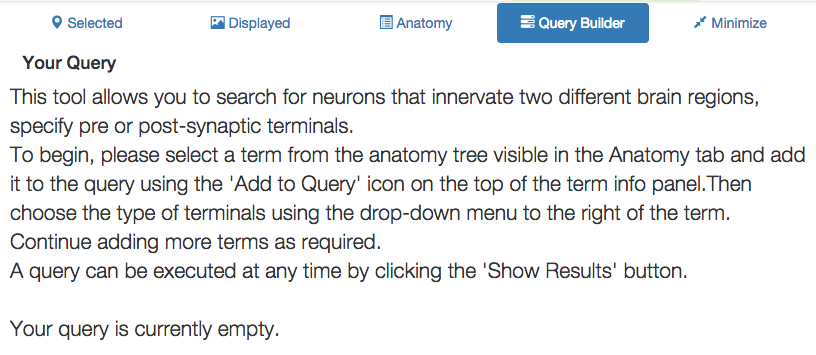 Selected Displayed Anatomy Query Builder Minimize
Your Query
This tool allows you to search for neurons that innervate two different brain regions,
specify pre or post-synaptic terminals.
To begin, please select a term from the anatomy tree visible in the Anatomy tab and add
it to the query using the 'Add to Query' icon on the top of the term info panel.Then
choose the type of terminals using the drop-down menu to the right of the term.
Continue adding more terms as required.
A query can be executed at any time by clicking the 'Show Results' button.
Your query is currently empty.